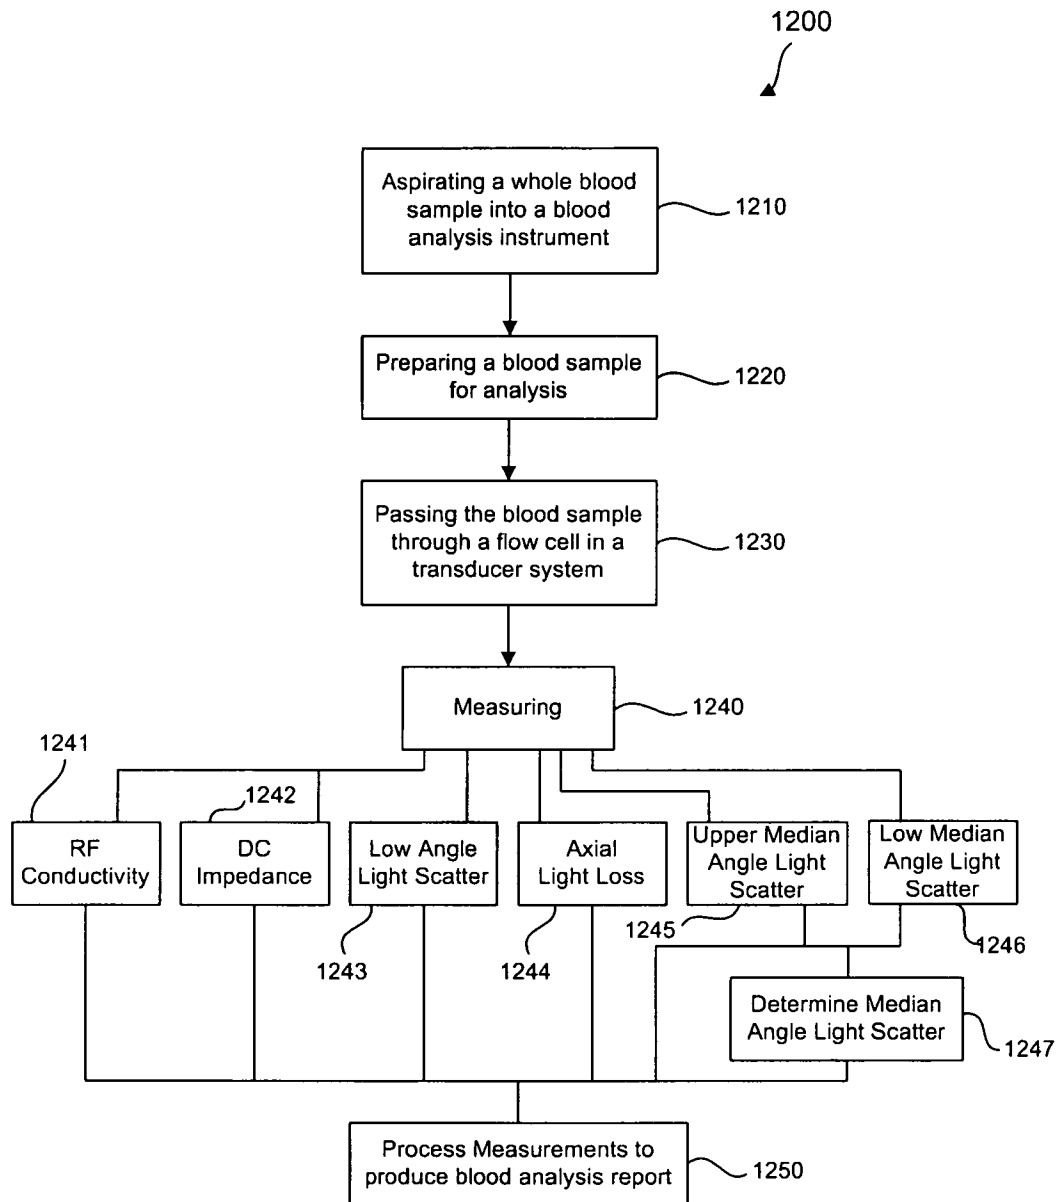 1200
Aspirating a whole blood
sample into a blood
analysis instrument
1210
Preparing a blood sample
for analysis
1220
Passing the blood sample
through a flow cell in a
transducer system
1230
Measuring
1240
1241
RF
Conductivity
1242
DC
Impedance
Low Angle
Light Scatter
1243
Axial
Light Loss
1244
Upper Median
Angle Light
Scatter
1245
Low Median
Angle Light
Scatter
1246
Determine Median
Angle Light Scatter
1247
Process Measurements to
produce blood analysis report
1250